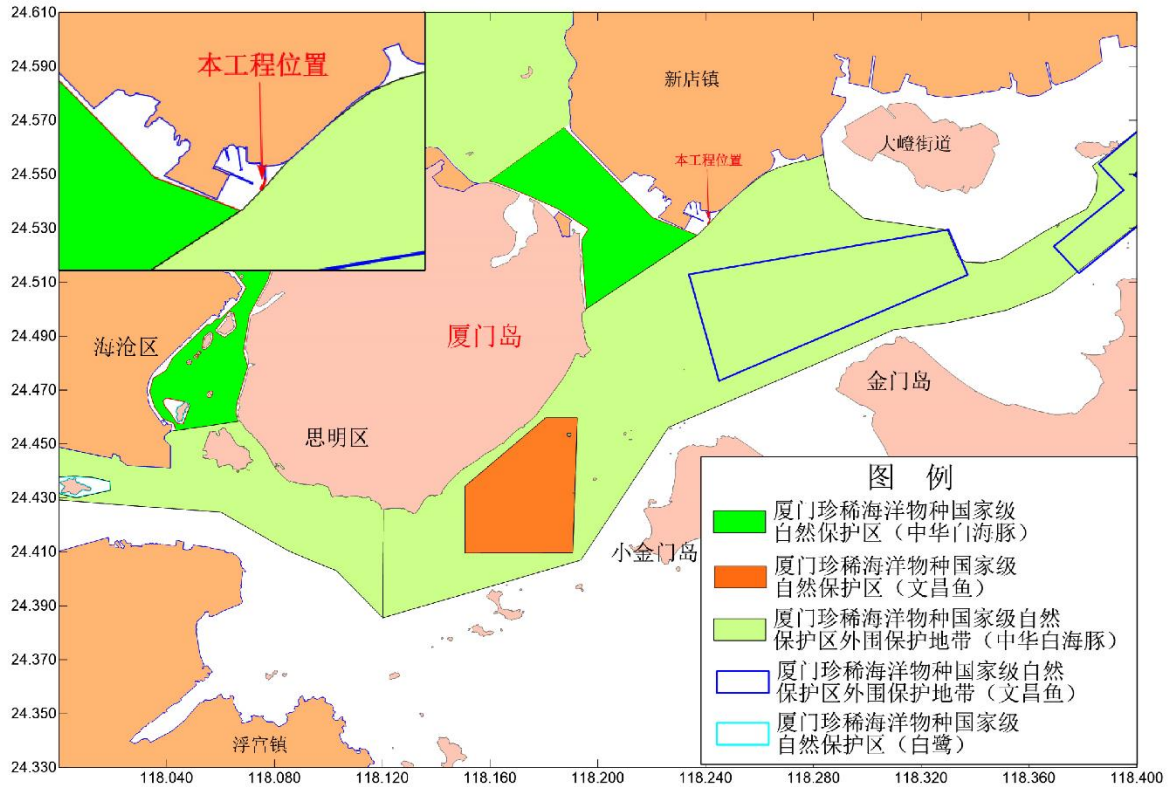 24.610
24.590
24.570
24.550
24.530
24.510
24.490
24.470
24.450
24.430
24.410
24.390
24.370
24.350
24.330
本工程位置
新店镇
大嶝街道
本工程位置
海沧区
厦门岛
金门岛
思明区
小金门岛
浮宫镇
图 例
厦门珍稀海洋物种国家级
自然保护区（中华白海豚）
厦门珍稀海洋物种国家级
自然保护区（文昌鱼）
厦门珍稀海洋物种国家级自然
保护区外围保护地带（中华白海豚）
厦门珍稀海洋物种国家级自然
保护区外围保护地带（文昌鱼）
厦门珍稀海洋物种国家级
自然保护区（白鹭）
118.040
118.080
118.120
118.160
118.200
118.240
118.280
118.320
118.360
118.400